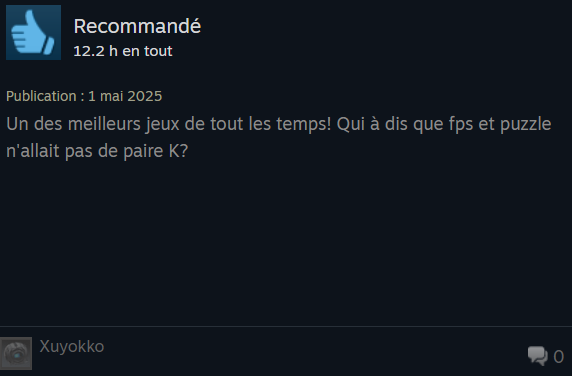 Recommandé
12.2 h en tout
Publication : 1 mai 2025
Un des meilleurs jeux de tout les temps! Qui à dis que fps et puzzle
n'allait pas de paire K?
Xuyokko
0